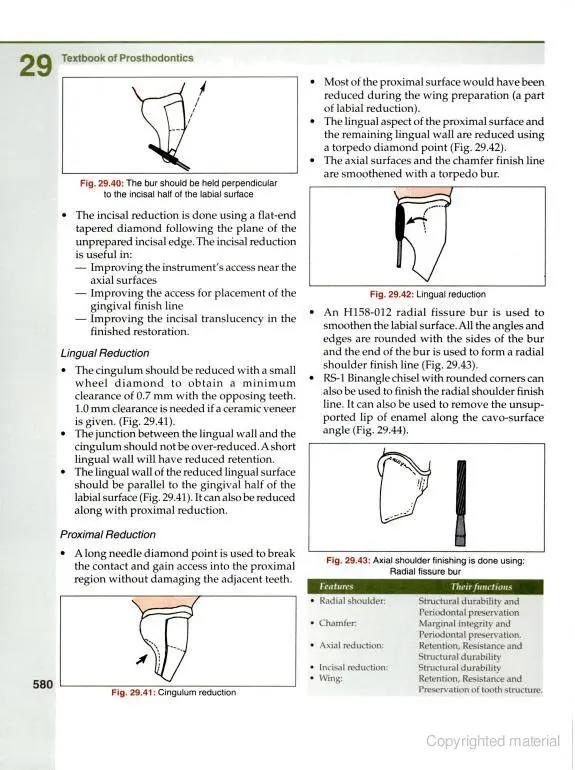 29
Textbook of Prosthodontics
Fig. 29.40: The bur should be held perpendicular
to the incisal half of the labial surface
• The incisal reduction is done using a flat-end
tapered diamond following the plane of the
unprepared incisal edge. The incisal reduction
is useful in:
— Improving the instrument's access near the
axial surfaces
— Improving the access for placement of the
gingival finish line
— Improving the incisal translucency in the
finished restoration.
Lingual Reduction
• The cingulum should be reduced with a small
wheel diamond to obtain a minimum
clearance of 0.7 mm with the opposing teeth.
1.0 mm clearance is needed if a ceramic veneer
is given. (Fig. 29.41).
• The junction between the lingual wall and the
cingulum should not be over-reduced. A short
lingual wall will have reduced retention.
• The lingual wall of the reduced lingual surface
should be parallel to the gingival half of the
labial surface (Fig. 29.41). It can also be reduced
along with proximal reduction.
Proximal Reduction
• A long needle diamond point is used to break
the contact and gain access into the proximal
region without damaging the adjacent teeth.
Fig. 29.41: Cingulum reduction
580
• Most of the proximal surface would have been
reduced during the wing preparation (a part
of labial reduction).
• The lingual aspect of the proximal surface and
the remaining lingual wall are reduced using
a torpedo diamond point (Fig. 29.42).
• The axial surfaces and the chamfer finish line
are smoothened with a torpedo bur.
Fig. 29.42: Lingual reduction
• An H158-012 radial fissure bur is used to
smoothen the labial surface. All the angles and
edges are rounded with the sides of the bur
and the end of the bur is used to form a radial
shoulder finish line (Fig. 29.43).
• RS-1 Binangle chisel with rounded corners can
also be used to finish the radial shoulder finish
line. It can also be used to remove the unsup-
ported lip of enamel along the cavo-surface
angle (Fig. 29.44).
Fig. 29.43: Axial shoulder finishing is done using:
Radial fissure bur
Features Their functions
• Radial shoulder: Structural durability and
Periodontal preservation
• Chamfer: Marginal integrity and
Periodontal preservation.
• Axial reduction: Retention, Resistance and
Structural durability
• Incisal reduction: Structural durability
• Wing: Retention, Resistance and
Preservation of tooth structure.
Copyrighted material